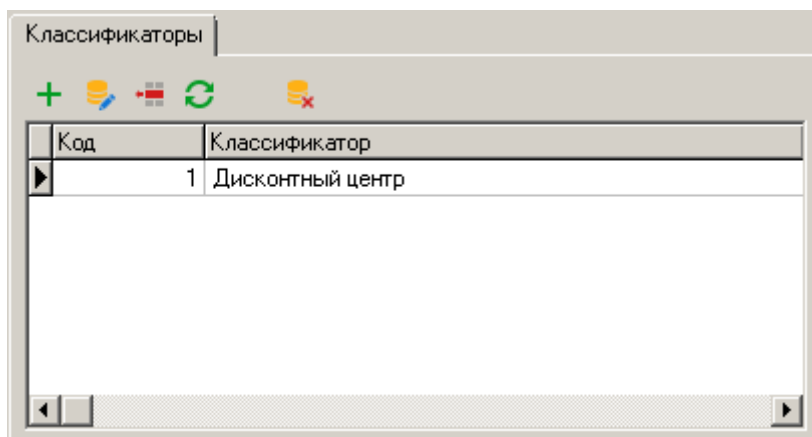 Классификаторы
Код Классификатор
1 Дисконтный центр